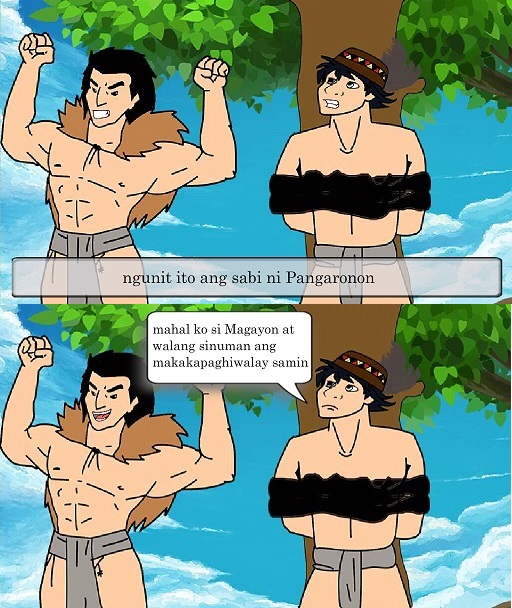 ngunit ito ang sabi ni Pangaronon
mahal ko si Magayon at
walang sinuman ang
makakapaghiwalay samin